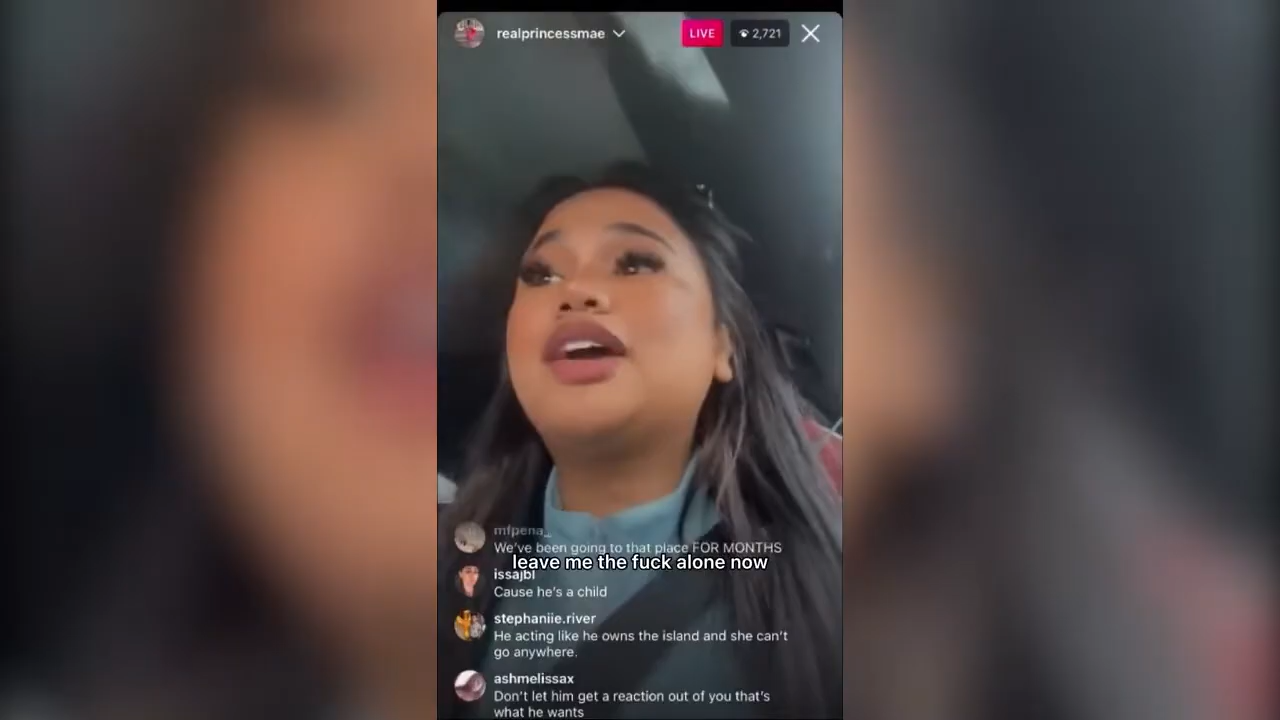 realprincessmae
LIVE
2,721
mfpena_
We've been going to that place FOR MONTHS
leave me the fuck alone now
issajbl
Cause he's a child
stephaniie.river
He acting like he owns the island and she can't
go anywhere.
ashmelissax
Don't let him get a reaction out of you that's
what he wants